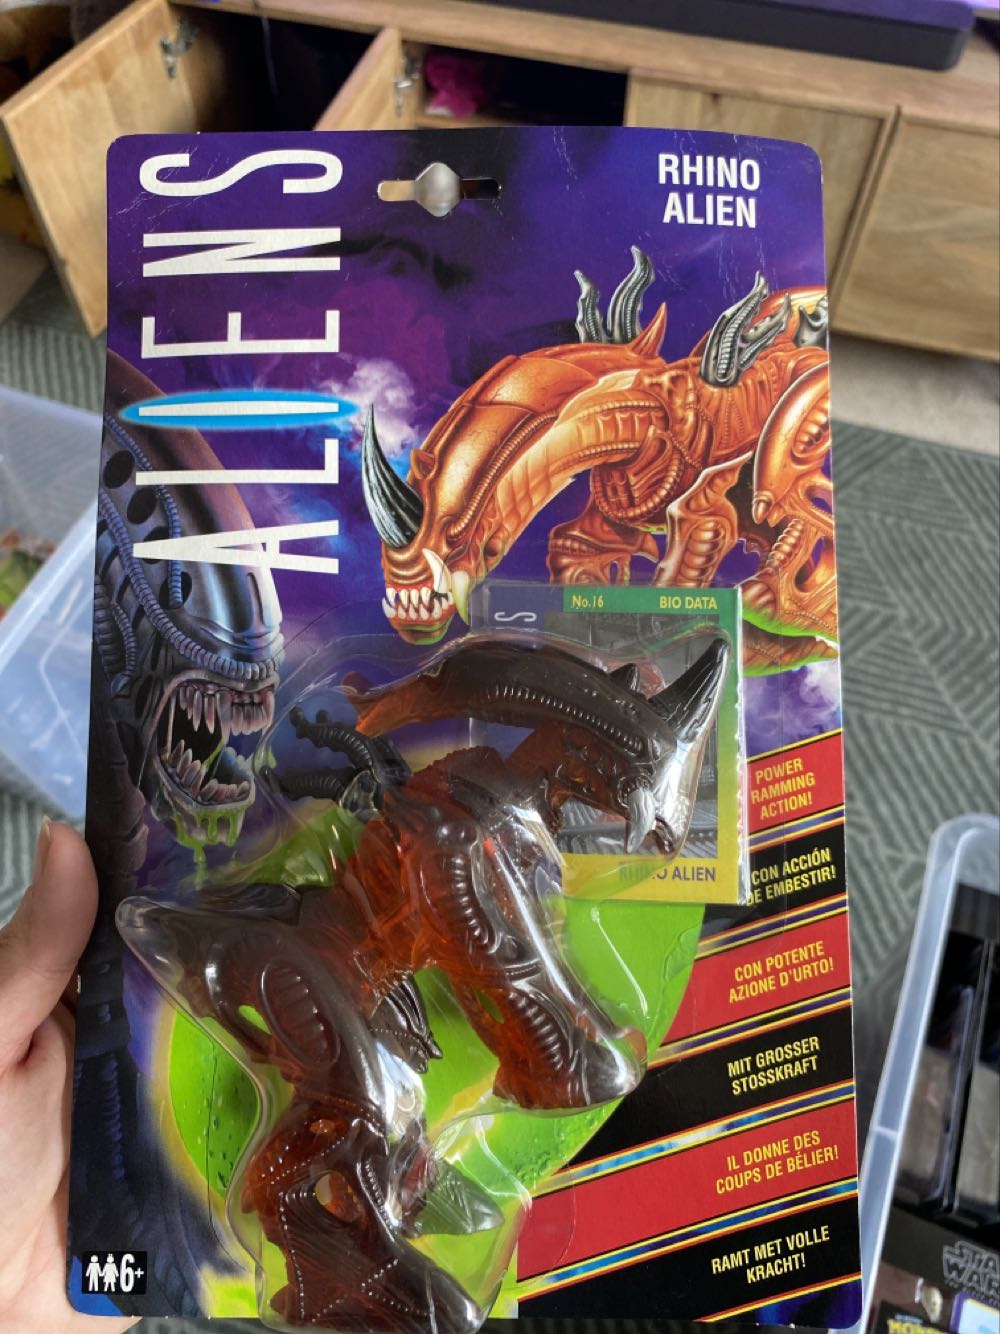 ALIENS
RHINO
ALIEN
No.16 BIO DATA
S
RHINO ALIEN
POWER
RAMMING
ACTION!
CON ACCIÓN
DE EMBESTIR!
CON POTENTE
AZIONE D'URTO!
MIT GROSSER
STOSSKRAFT
IL DONNE DES
COUPS DE BÉLIER!
RAMT MET VOLLE
KRACHT!
6+
STAR
WARS